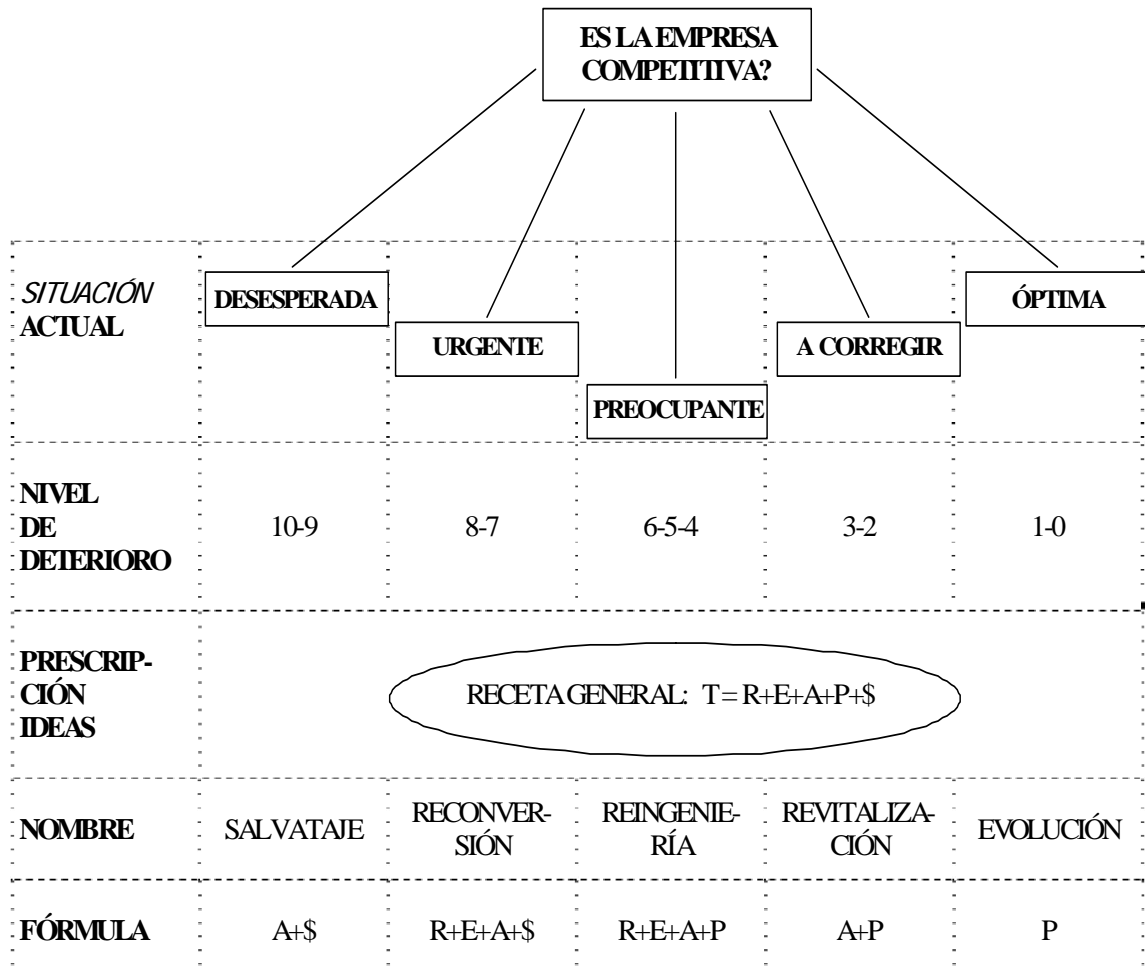 ES LA EMPRESA
COMPETITIVA?
SITUACIÓN
ACTUAL
DESESPERADA
URGENTE
PREOCUPANTE
A CORREGIR
ÓPTIMA
NIVEL
DE
DETERIORO
10-9
8-7
6-5-4
3-2
1-0
PRESCRIP-
CIÓN
IDEAS
RECETA GENERAL: T = R+E+A+P+$
NOMBRE
SALVATAJE
RECONVER-
SIÓN
REINGENIE-
RÍA
REVITALIZA-
CIÓN
EVOLUCIÓN
FÓRMULA
A+$
R+E+A+$
R+E+A+P
A+P
P